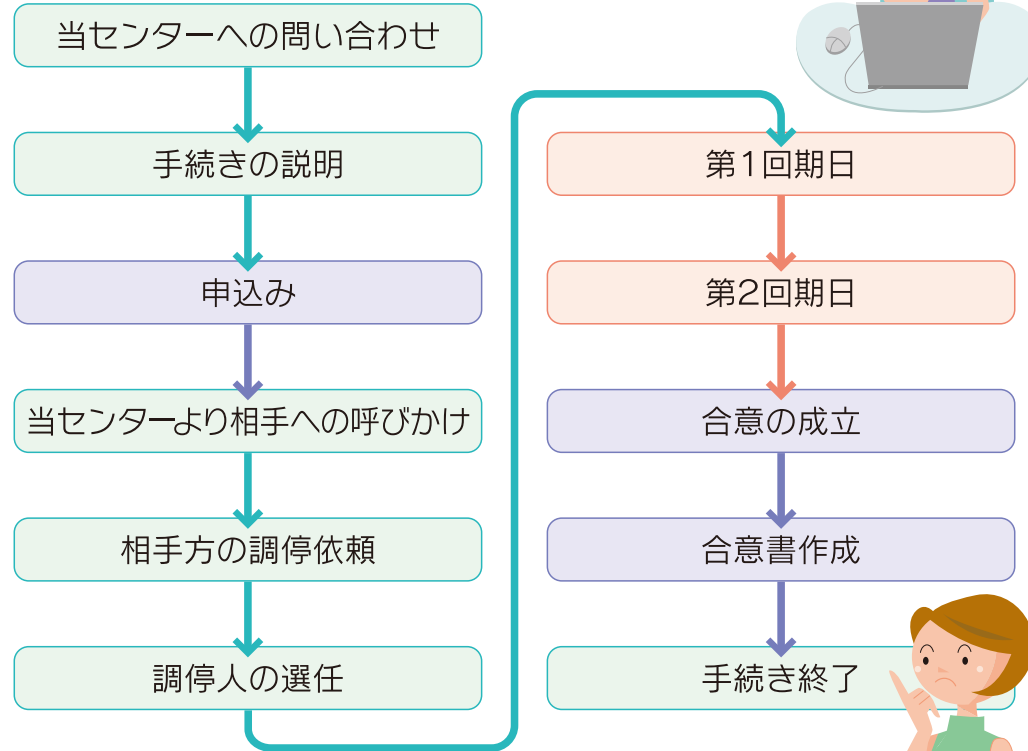 当センターへの問い合わせ
手続きの説明
申込み
当センターより相手への呼びかけ
相手方の調停依頼
調停人の選任
第1回期日
第2回期日
合意の成立
合意書作成
手続き終了